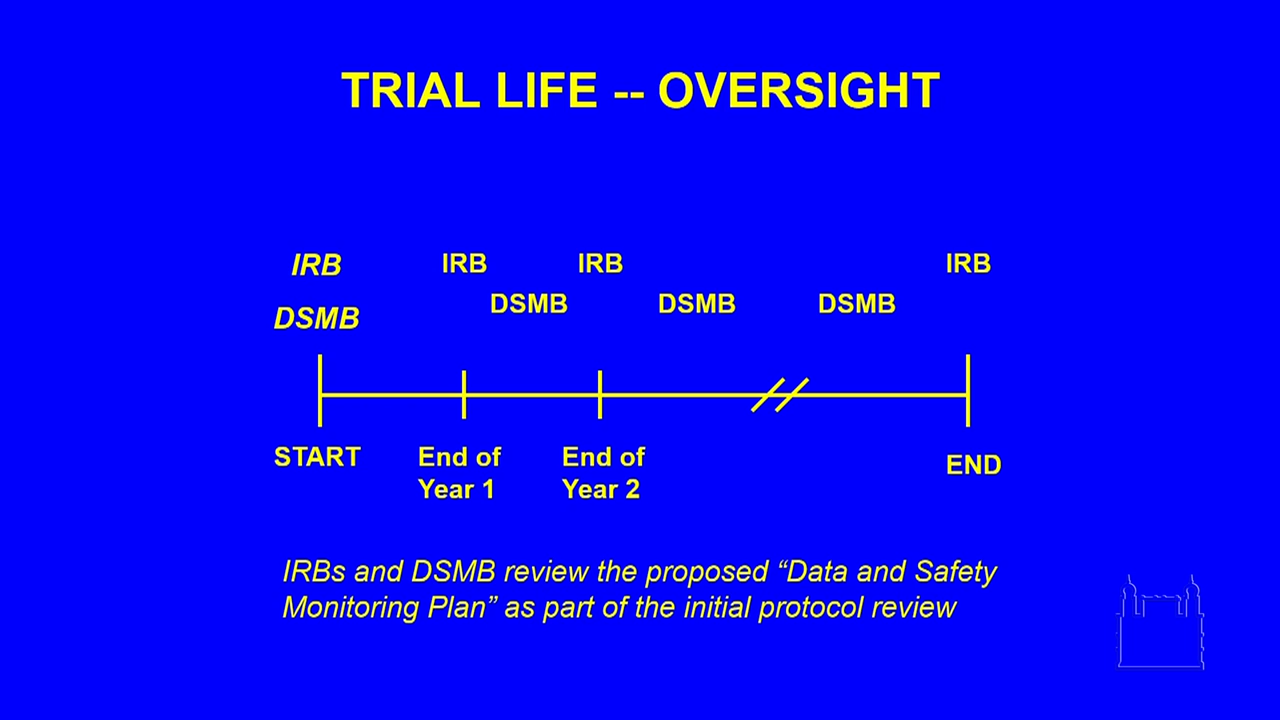 TRIAL LIFE -- OVERSIGHT
IRB IRB IRB IRB
DSMB DSMB DSMB DSMB
START End of Year 1 End of Year 2 END
IRBs and DSMB review the proposed “Data and Safety
Monitoring Plan” as part of the initial protocol review